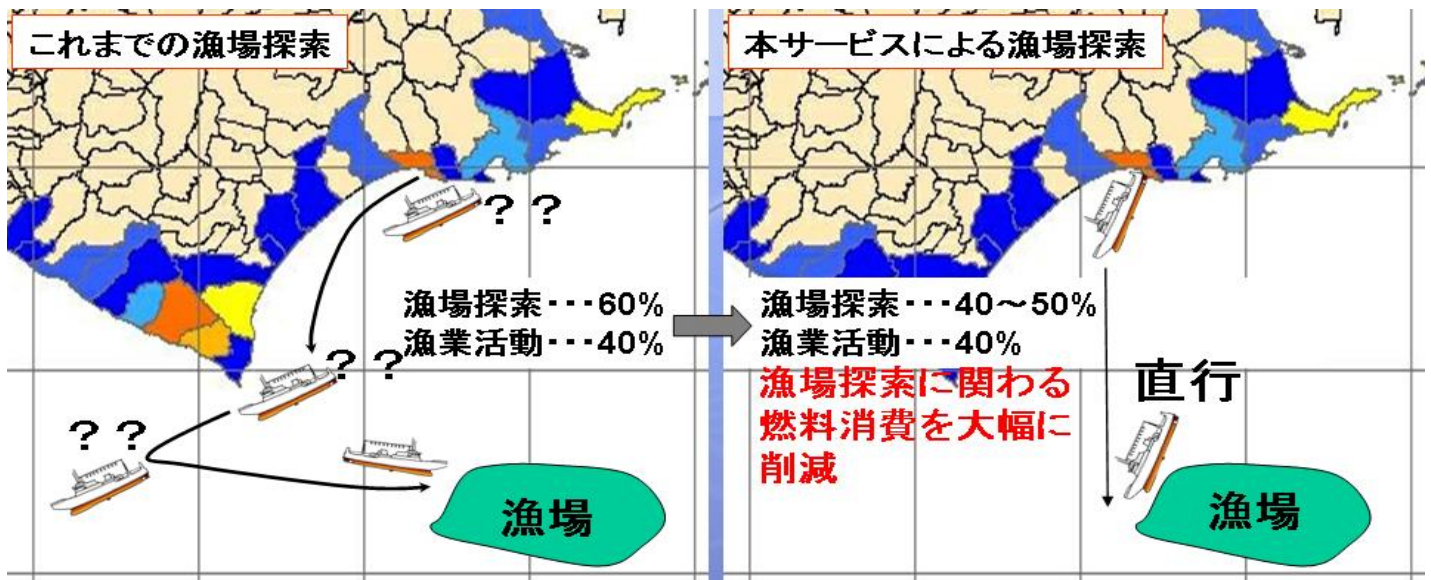 これまでの漁場探索
？？
漁場探索･･･60%
漁業活動･･･40%
？？
？？
漁場
本サービスによる漁場探索
漁場探索･･･40～50%
漁業活動･･･40%
漁場探索に関わる
燃料消費を大幅に
削減
直行
漁場